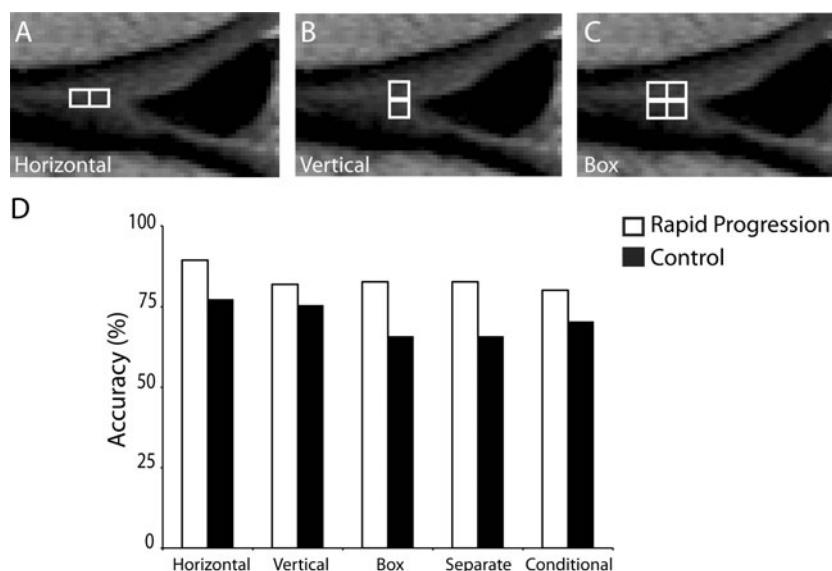 A
Horizontal
B
Vertical
C
Box
D
Accuracy (%)
100
75
50
25
0
Horizontal
Vertical
Box
Separate
Conditional
Rapid Progression
Control